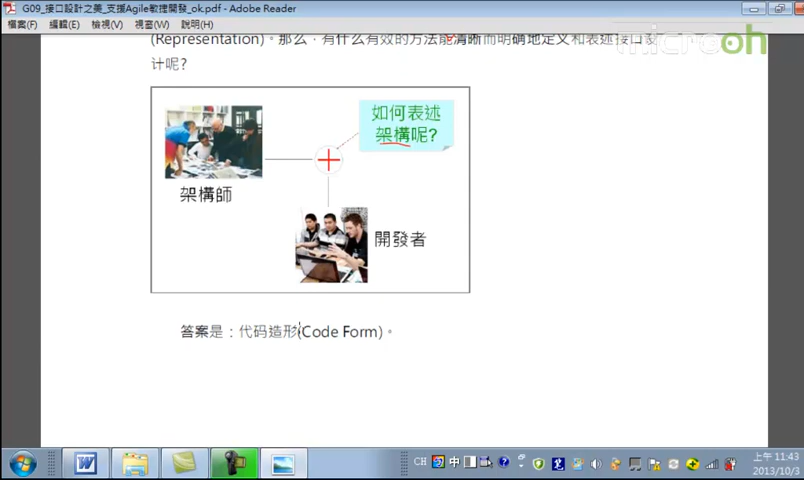 G09_接口設計之美_支援Agile敏捷開發_ok.pdf - Adobe Reader
檔案(F) 編輯(E) 檢視(V) 視窗(W) 說明(H)
(Representation)。那么，有什么有效的方法能清晰而明确地定义和表述接口设
计呢?
如何表述
架構呢?
架構師
開發者
答案是：代码造形(Code Form)。
CH 中
上午 11:43
2013/10/3